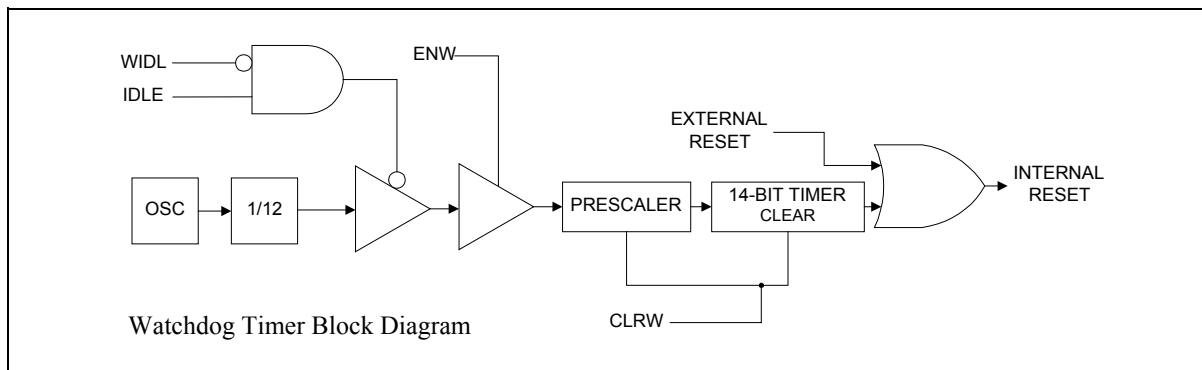 WIDL
IDLE
ENW
EXTERNAL
RESET
INTERNAL
RESET
OSC
1/12
PRESCALER
14-BIT TIMER
CLEAR
CLRW
Watchdog Timer Block Diagram